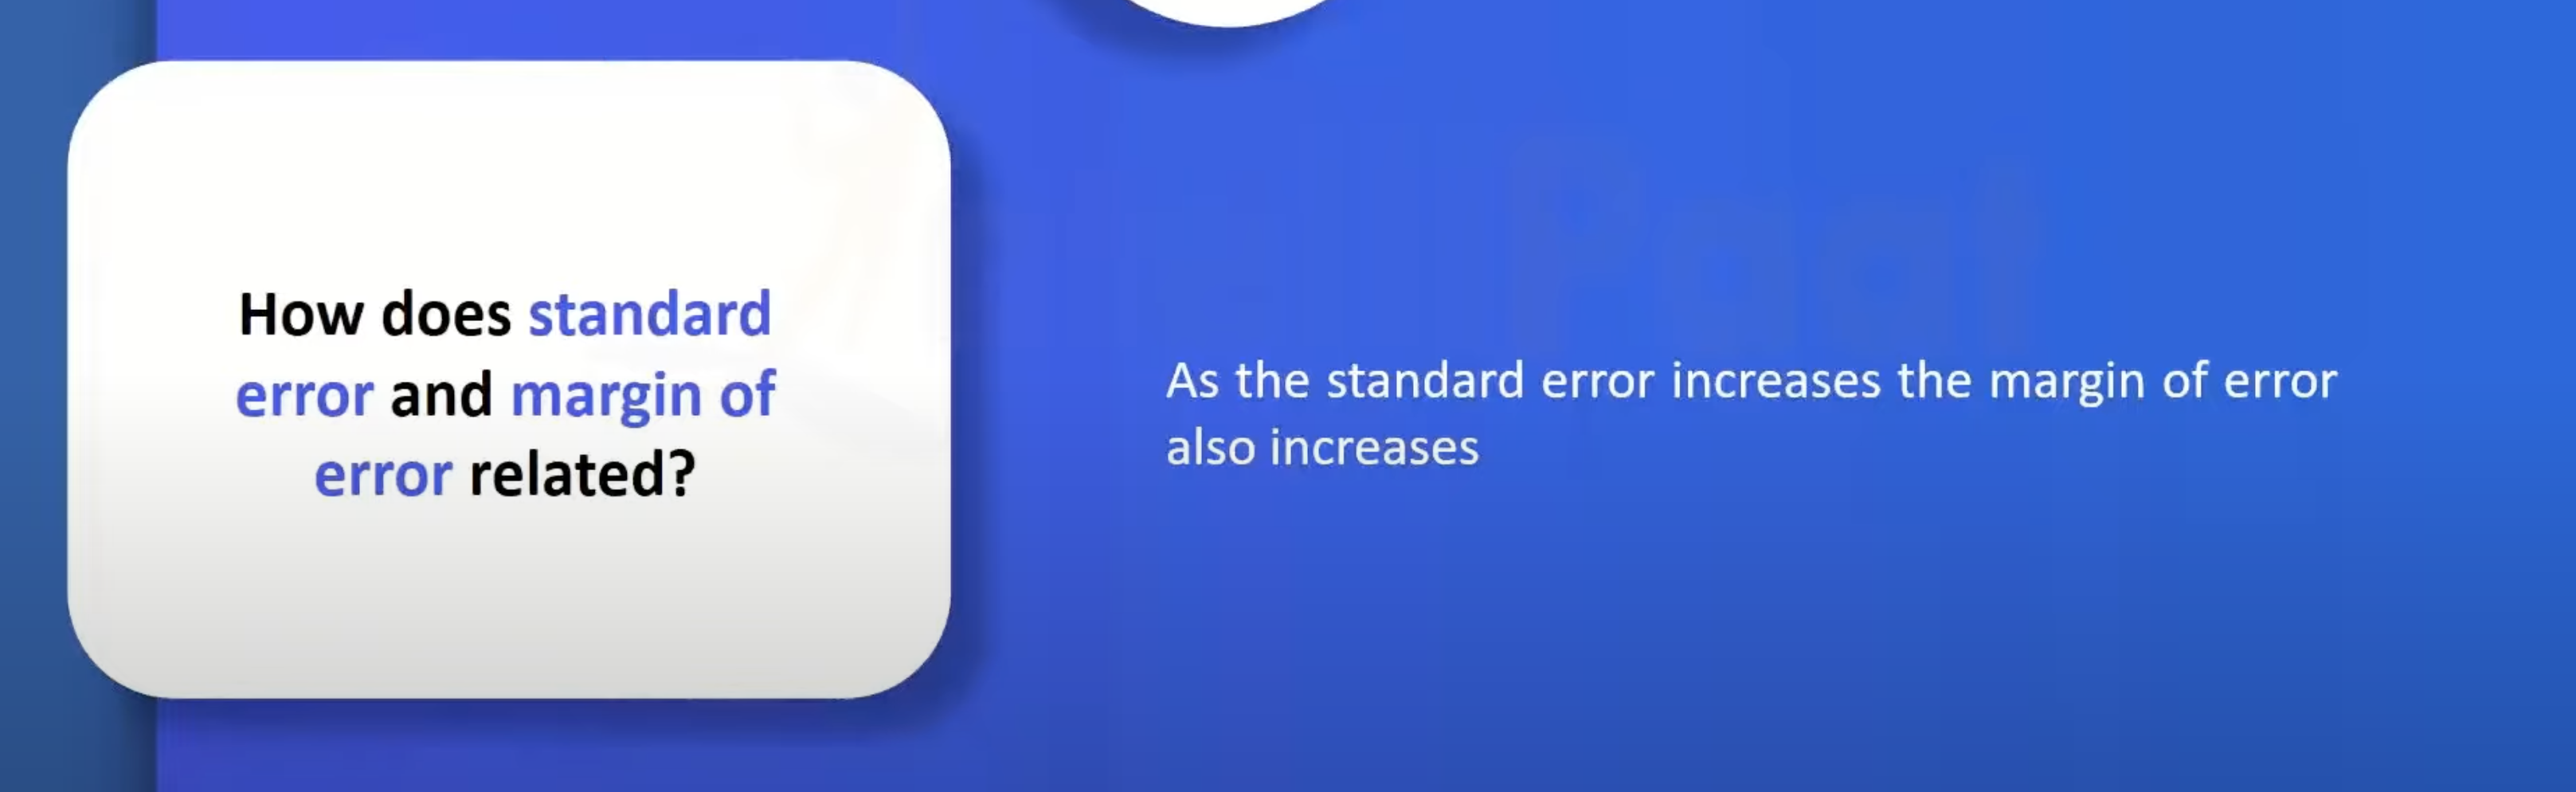 How does standard
error and margin of
error related?
As the standard error increases the margin of error
also increases